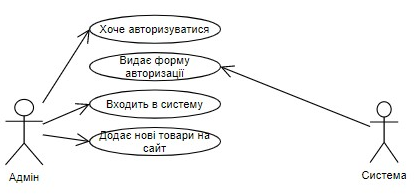 Хоче авторизуватися
Видає форму
авторизації
Входить в систему
Додає нові товари на
сайт
Адмін
Система